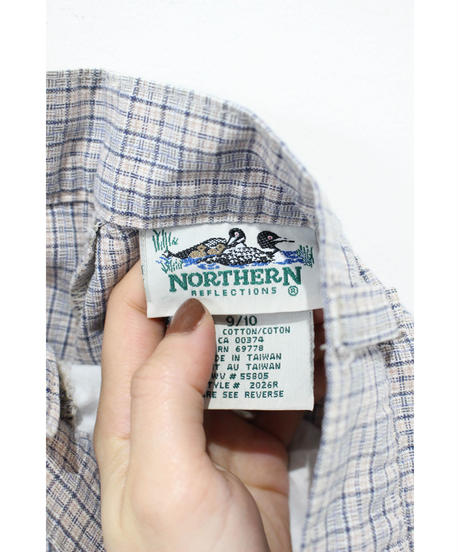 NORTHERN
REFLECTIONS ®
9/10
COTTON/COTON
CA 00374
RN 69778
MADE IN TAIWAN
AU TAIWAN
# 55805
STYLE# 2026R
SEE REVERSE